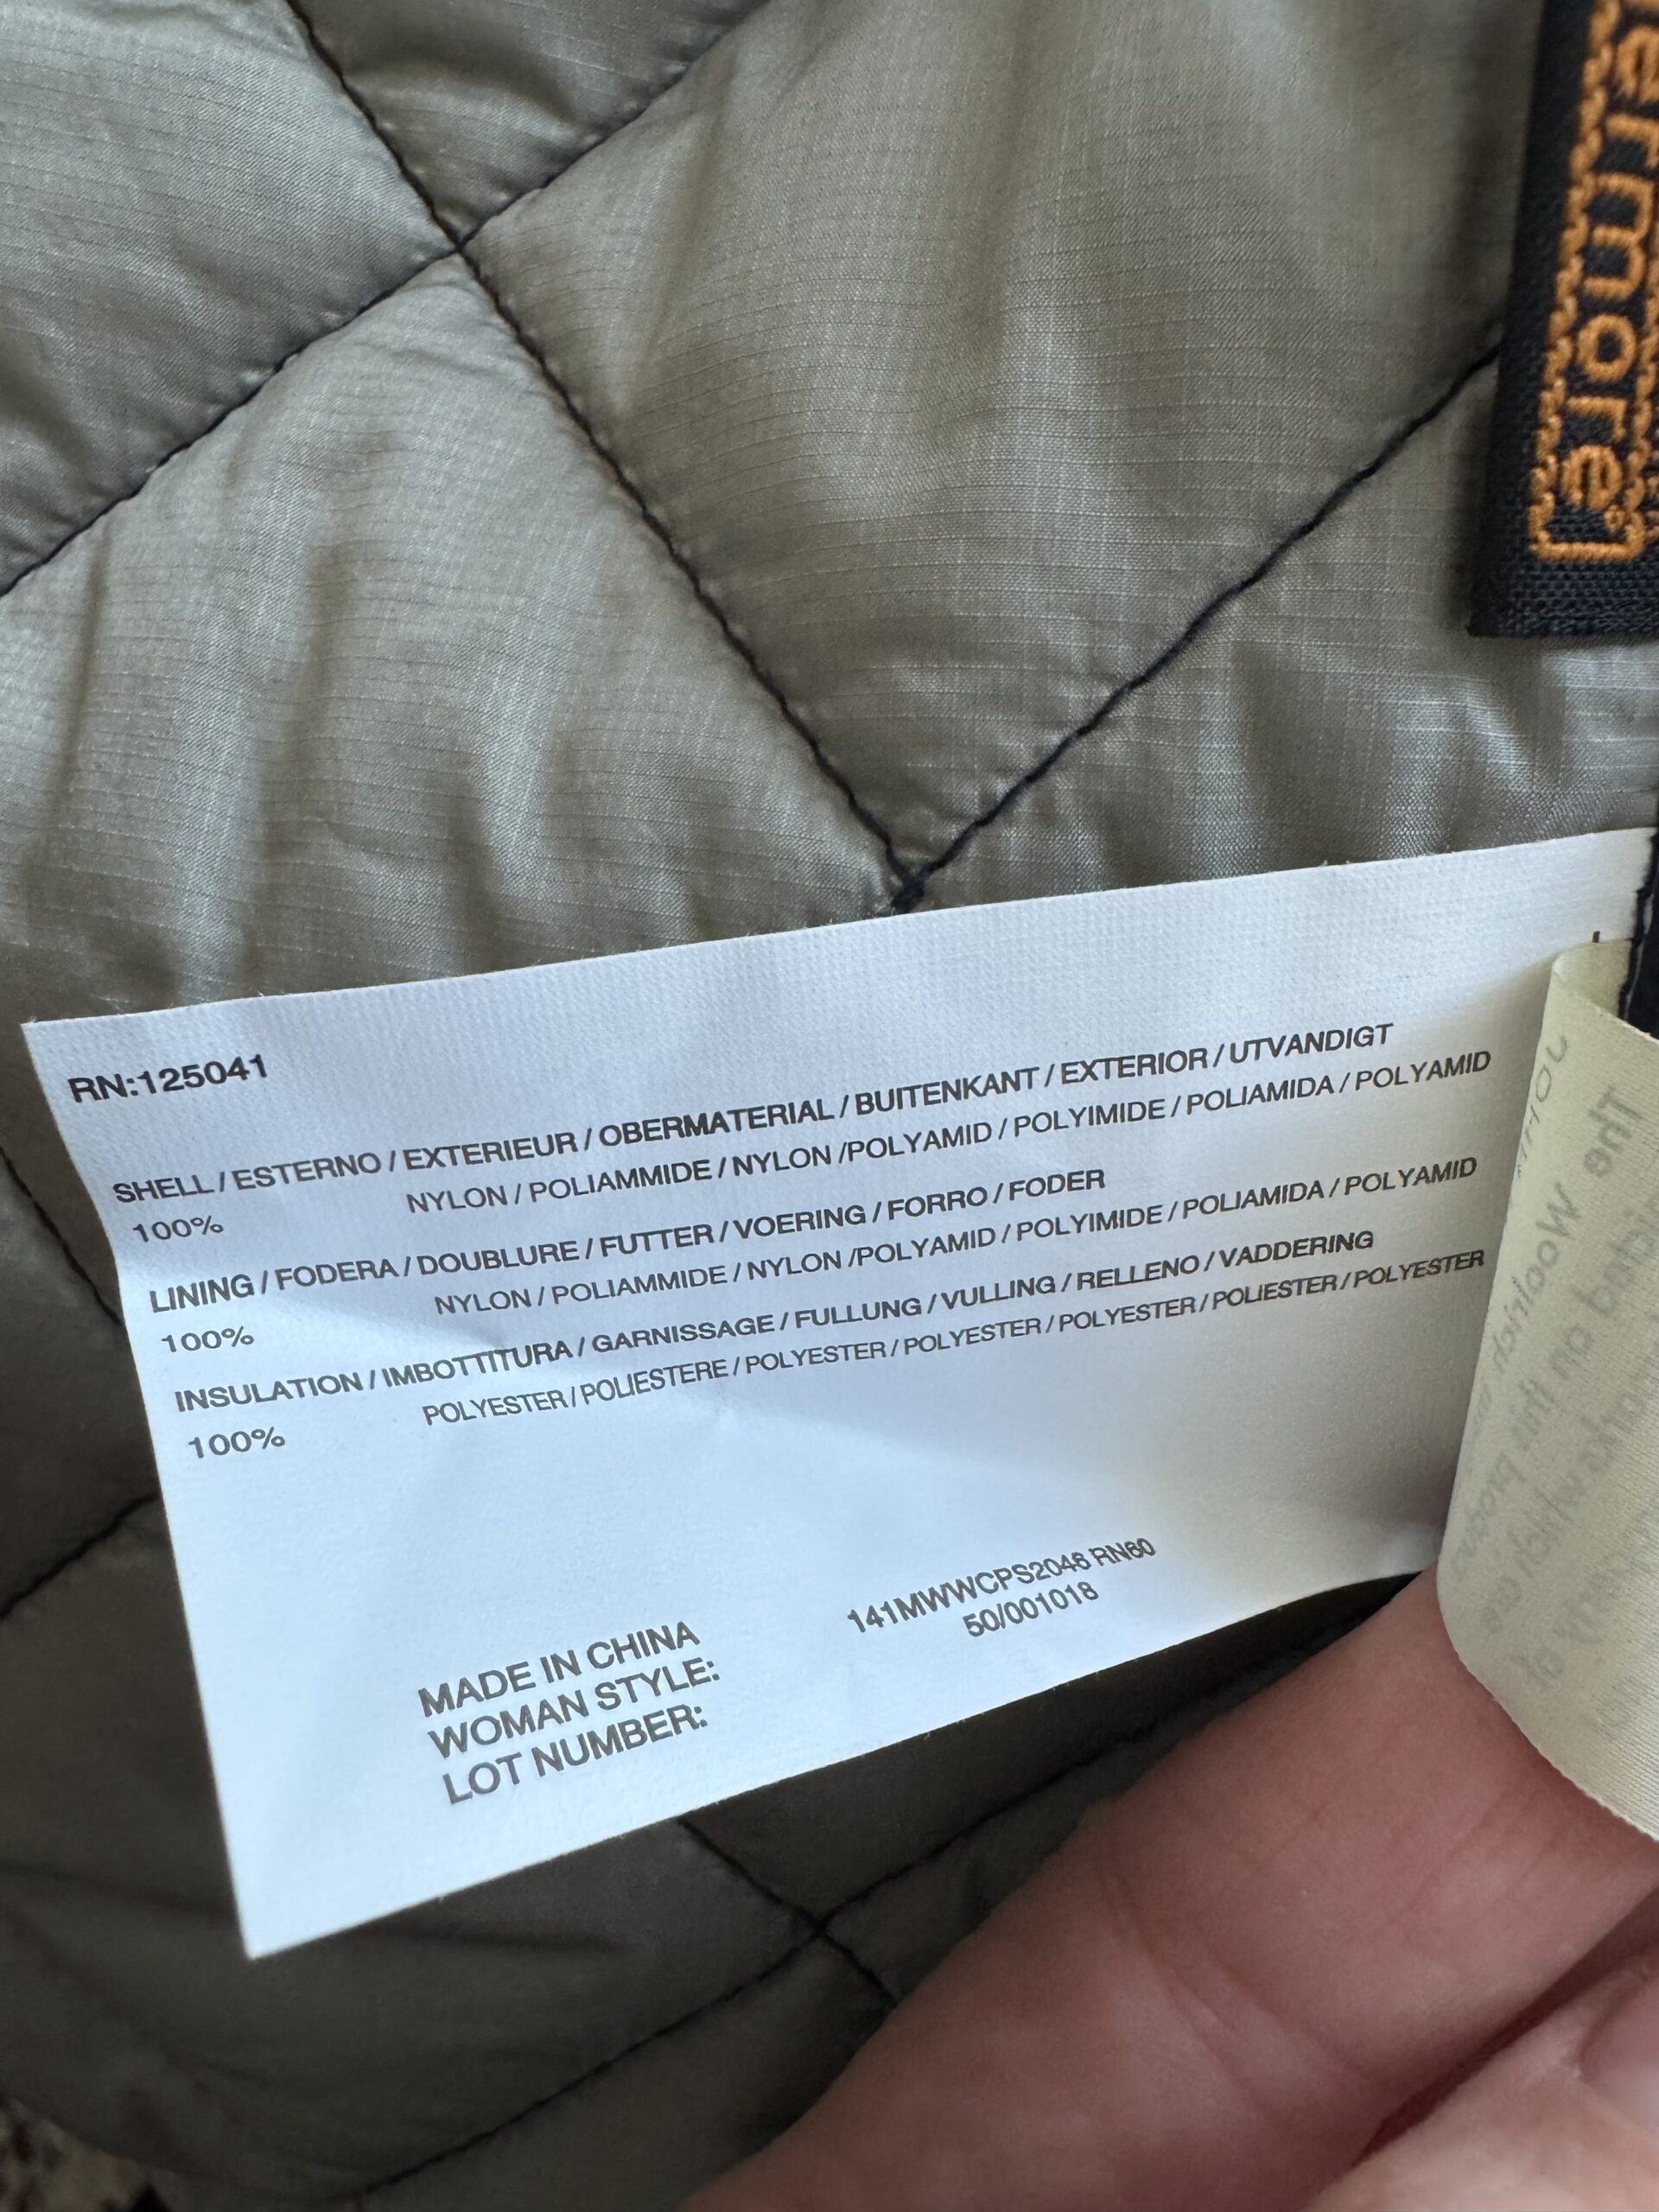 ermore
RN:125041
SHELL / ESTERNO / EXTERIEUR / OBERMATERIAL / BUITENKANT / EXTERIOR / UTVANDIGT
100% NYLON / POLIAMMIDE / NYLON /POLYAMID / POLYIMIDE / POLIAMIDA / POLYAMID
LINING / FODERA / DOUBLURE / FUTTER / VOERING / FORRO / FODER
100% NYLON / POLIAMMIDE / NYLON /POLYAMID / POLYIMIDE / POLIAMIDA / POLYAMID
INSULATION / IMBOTTITURA / GARNISSAGE / FULLUNG / VULLING / RELLENO / VADDERING
100% POLYESTER / POLIESTERE / POLYESTER / POLYESTER / POLYESTER / POLIESTER / POLYESTER
MADE IN CHINA
WOMAN STYLE: 141MWWCPS2046 RN60
LOT NUMBER: 50/001018
The Woolrich